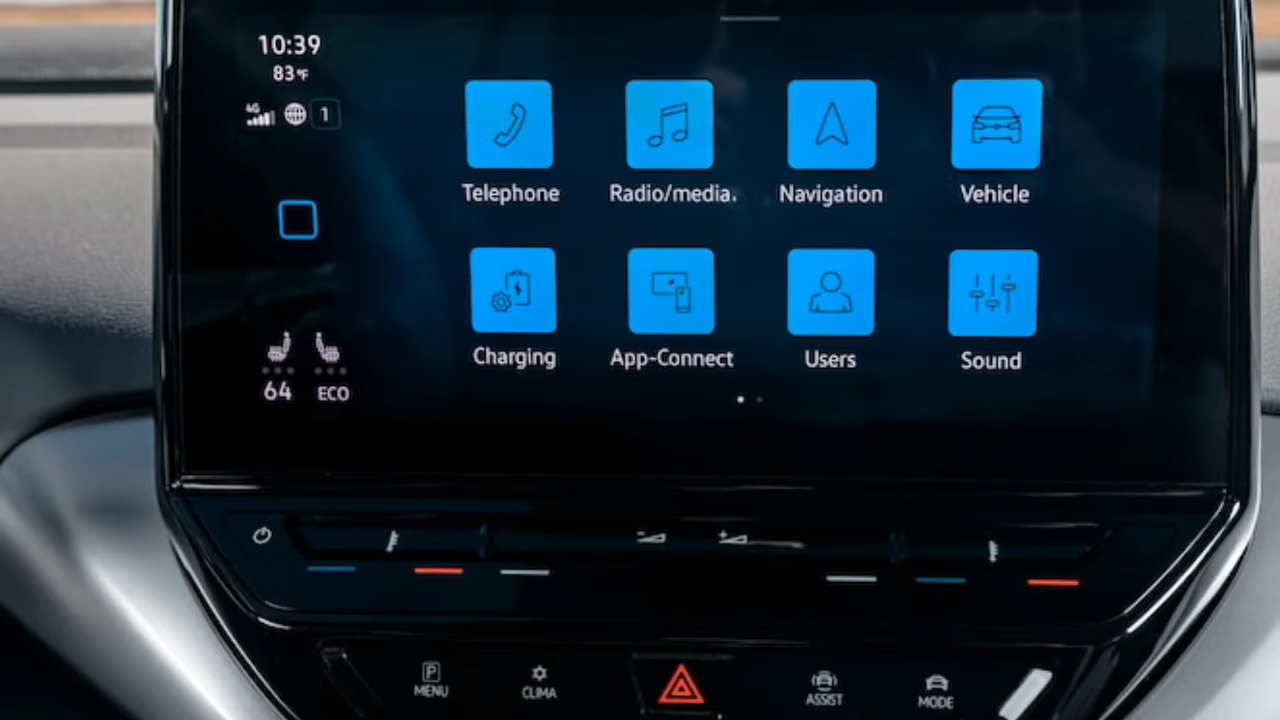 10:39
83°F
4G
1
Telephone
Radio/media.
Navigation
Vehicle
Charging
App-Connect
Users
Sound
64
ECO
P
MENU
CLIMA
ASSIST
MODE